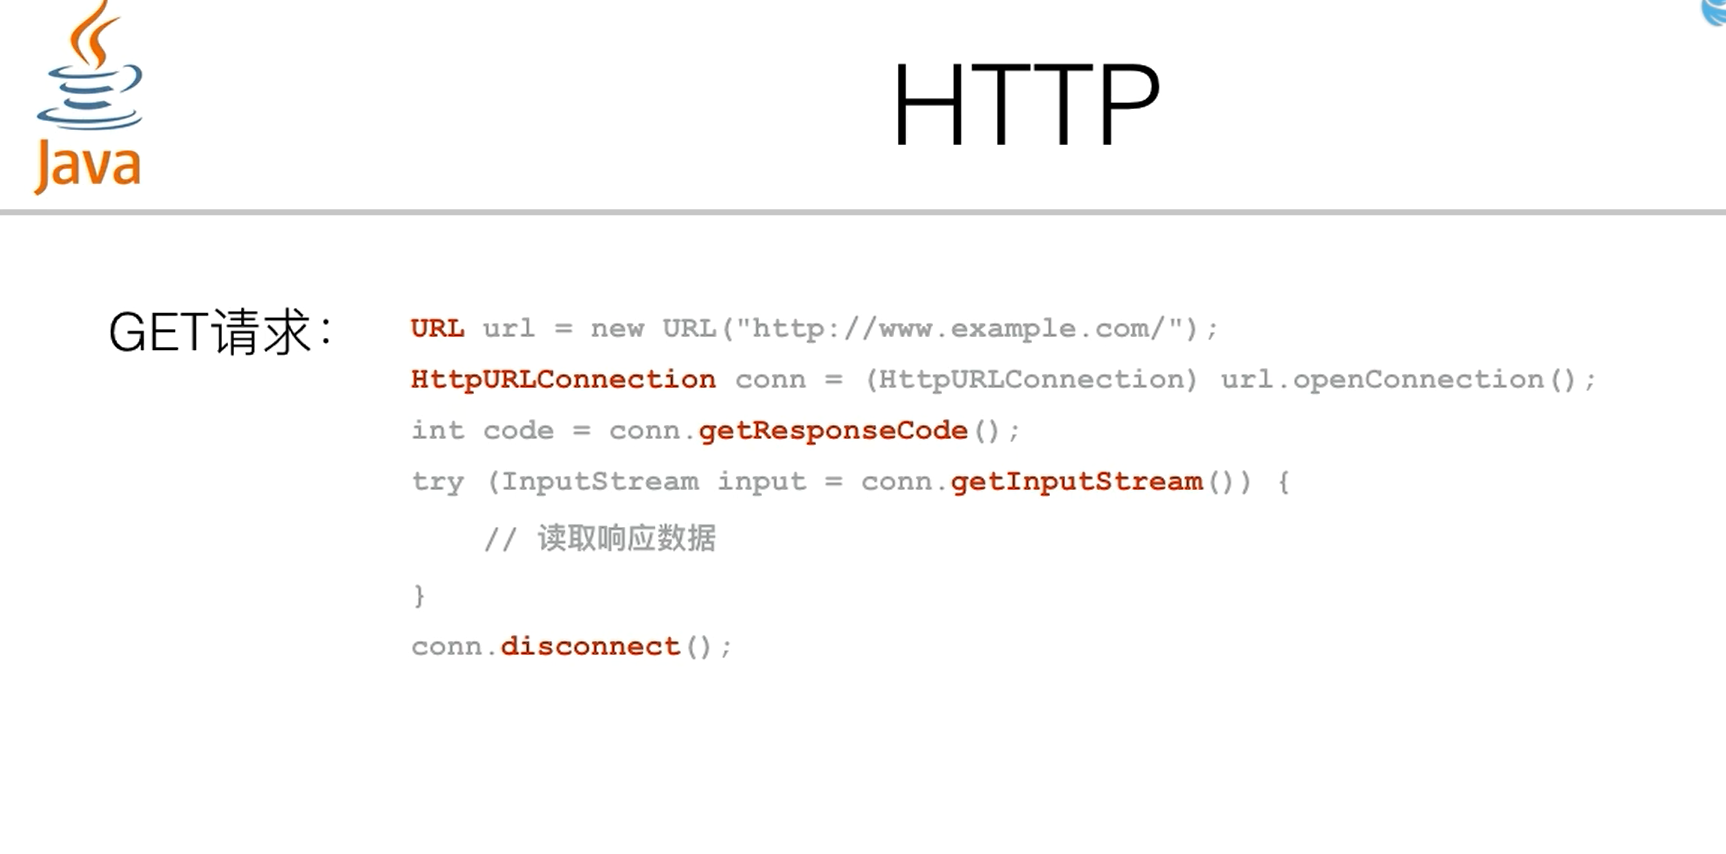 Java
HTTP
GET请求：
URL url = new URL("http://www.example.com/");
HttpURLConnection conn = (HttpURLConnection) url.openConnection();
int code = conn.getResponseCode();
try (InputStream input = conn.getInputStream()) {
    // 读取响应数据
}
conn.disconnect();